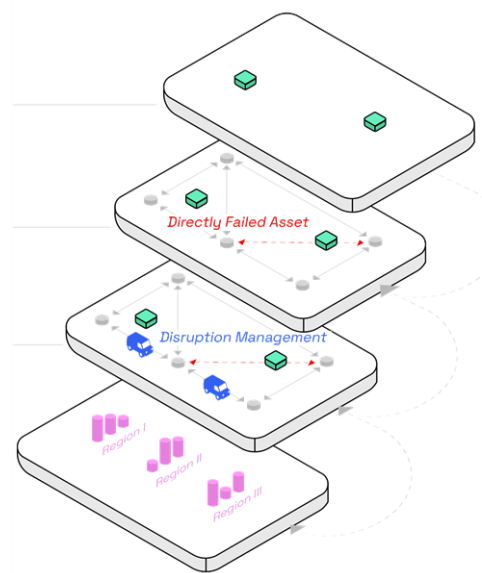 Directly Failed Asset
Disruption Management
Region I
Region II
Region III